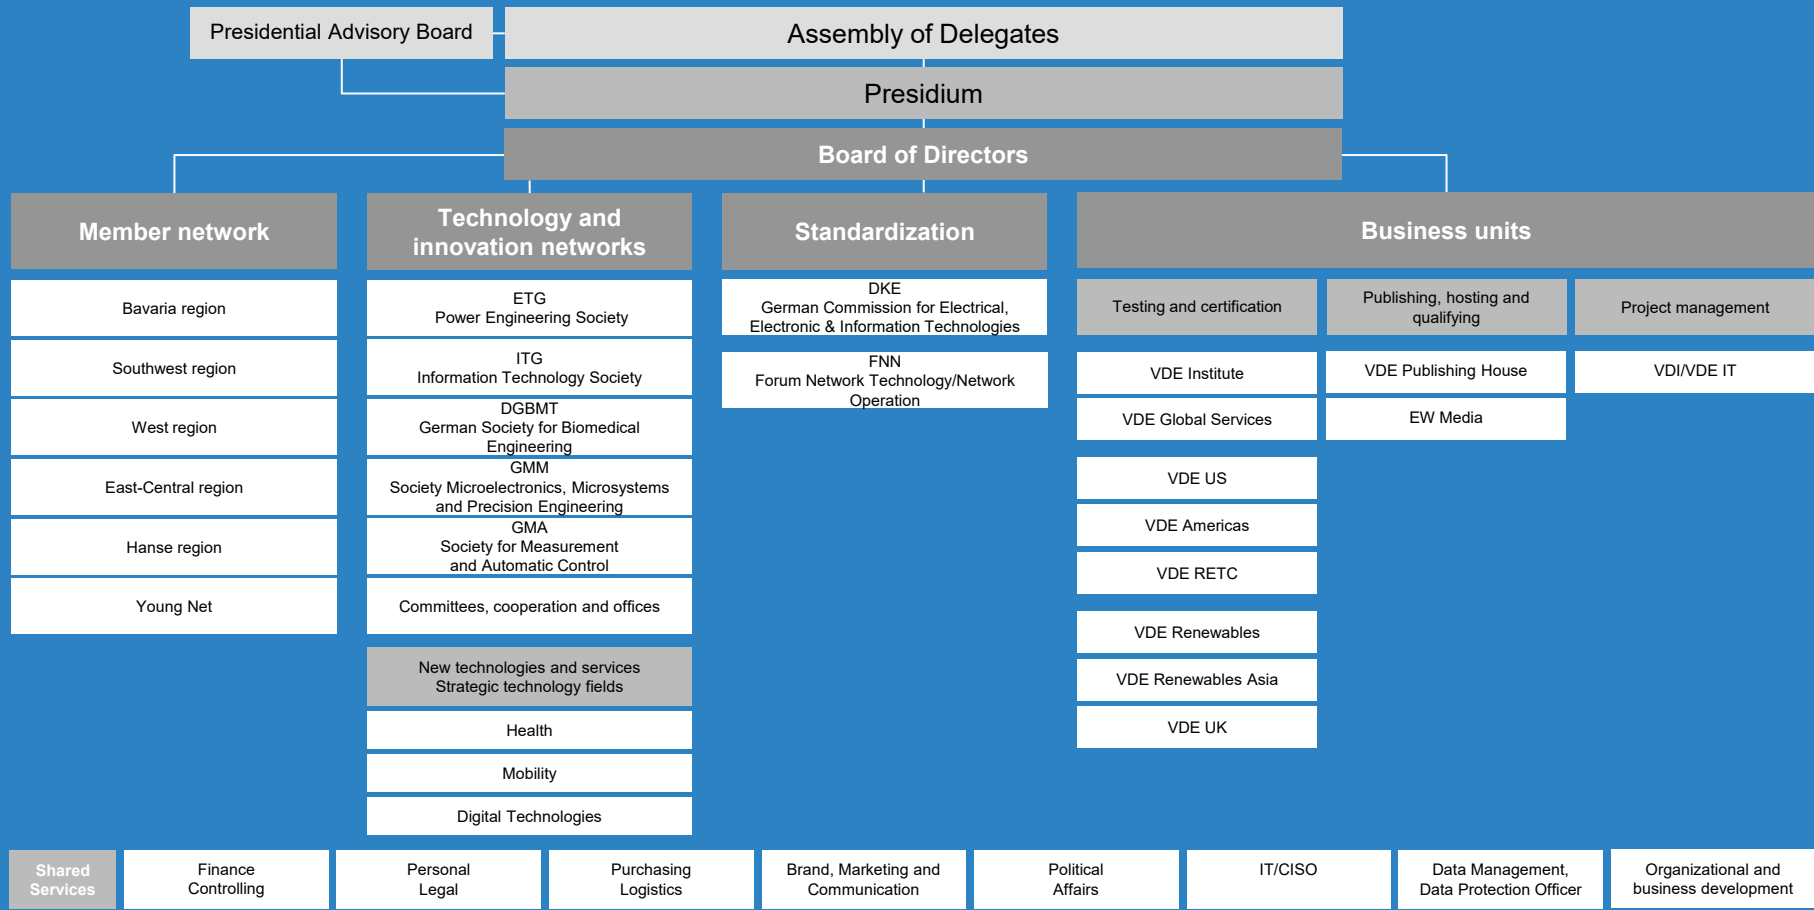 Presidential Advisory Board
Assembly of Delegates
Presidium
Board of Directors
Member network
Bavaria region
Southwest region
West region
East-Central region
Hanse region
Young Net
Technology and
innovation networks
ETG
Power Engineering Society
ITG
Information Technology Society
DGBMT
German Society for Biomedical
Engineering
GMM
Society Microelectronics, Microsystems
and Precision Engineering
GMA
Society for Measurement
and Automatic Control
Committees, cooperation and offices
New technologies and services
Strategic technology fields
Health
Mobility
Digital Technologies
Standardization
DKE
German Commission for Electrical,
Electronic & Information Technologies
FNN
Forum Network Technology/Network
Operation
Business units
Testing and certification
VDE Institute
VDE Global Services
VDE US
VDE Americas
VDE RETC
VDE Renewables
VDE Renewables Asia
VDE UK
Publishing, hosting and
qualifying
VDE Publishing House
EW Media
Project management
VDI/VDE IT
Shared
Services
Finance
Controlling
Personal
Legal
Purchasing
Logistics
Brand, Marketing and
Communication
Political
Affairs
IT/CISO
Data Management,
Data Protection Officer
Organizational and
business development